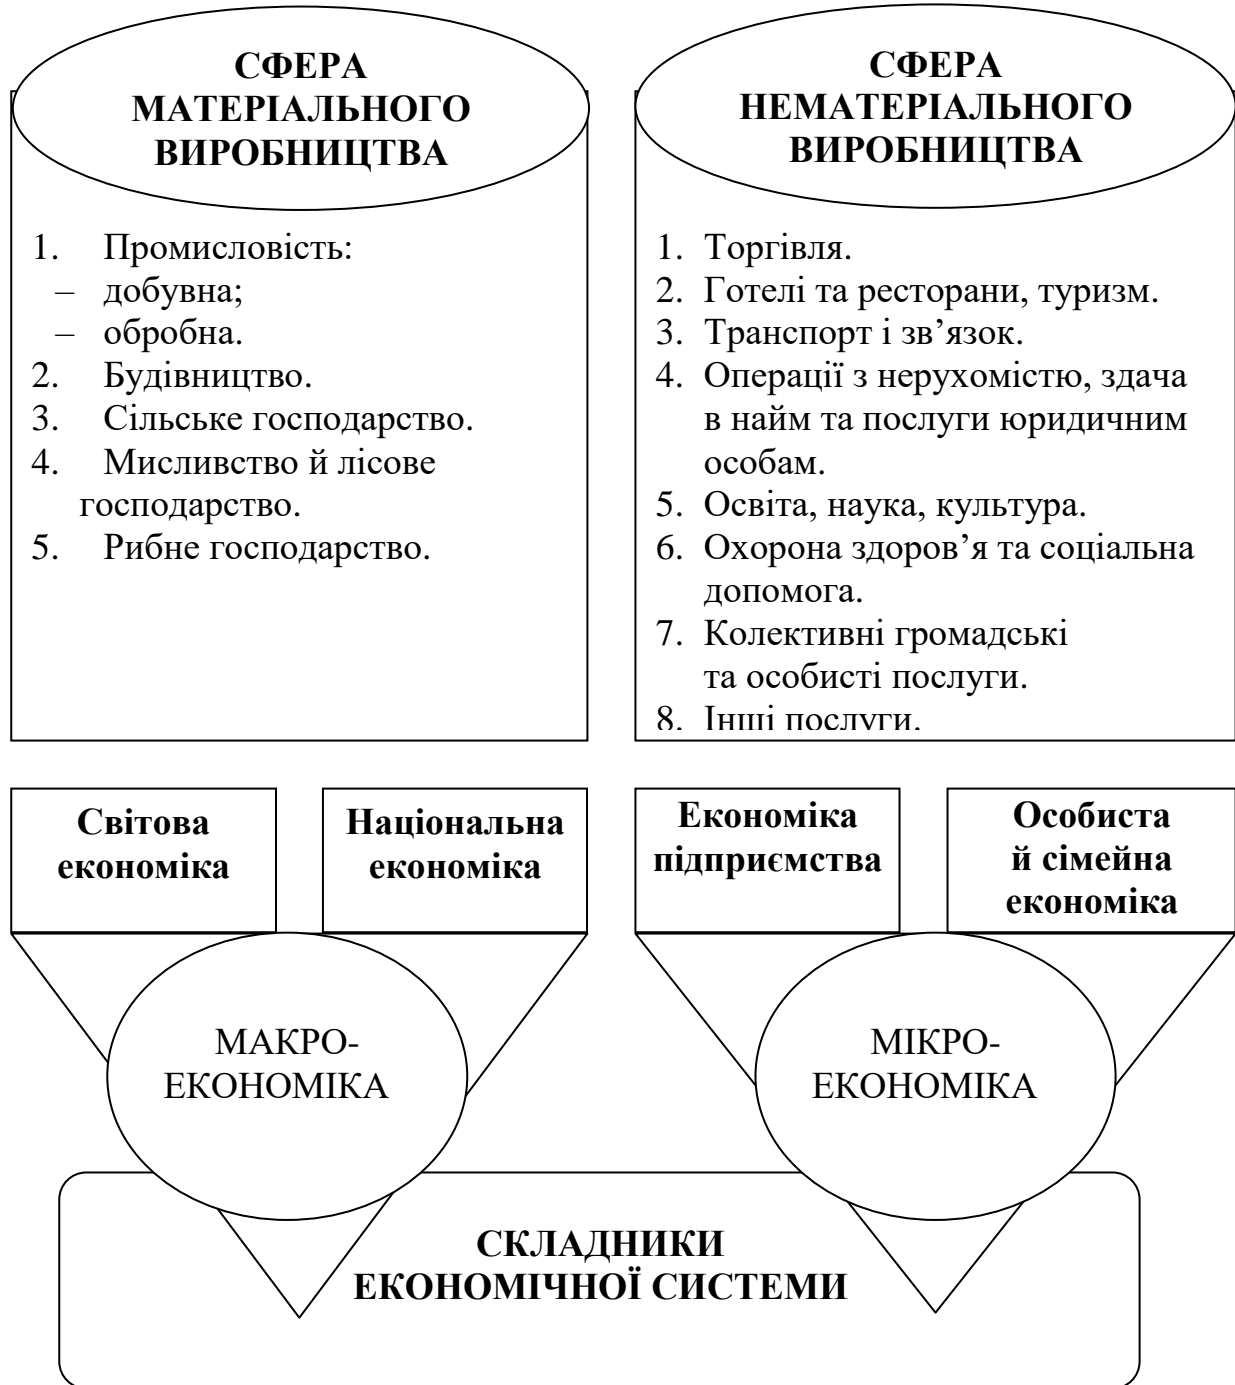 СФЕРА
МАТЕРІАЛЬНОГО
ВИРОБНИЦТВА
1. Промисловість:
– добувна;
– обробна.
2. Будівництво.
3. Сільське господарство.
4. Мисливство й лісове
господарство.
5. Рибне господарство.
СФЕРА
НЕМАТЕРІАЛЬНОГО
ВИРОБНИЦТВА
1. Торгівля.
2. Готелі та ресторани, туризм.
3. Транспорт і зв’язок.
4. Операції з нерухомістю, здача
в найм та послуги юридичним
особам.
5. Освіта, наука, культура.
6. Охорона здоров’я та соціальна
допомога.
7. Колективні громадські
та особисті послуги.
8. Інші послуги.
Світова
економіка
Національна
економіка
Економіка
підприємства
Особиста
й сімейна
економіка
МАКРО-
ЕКОНОМІКА
МІКРО-
ЕКОНОМІКА
СКЛАДНИКИ
ЕКОНОМІЧНОЇ СИСТЕМИ